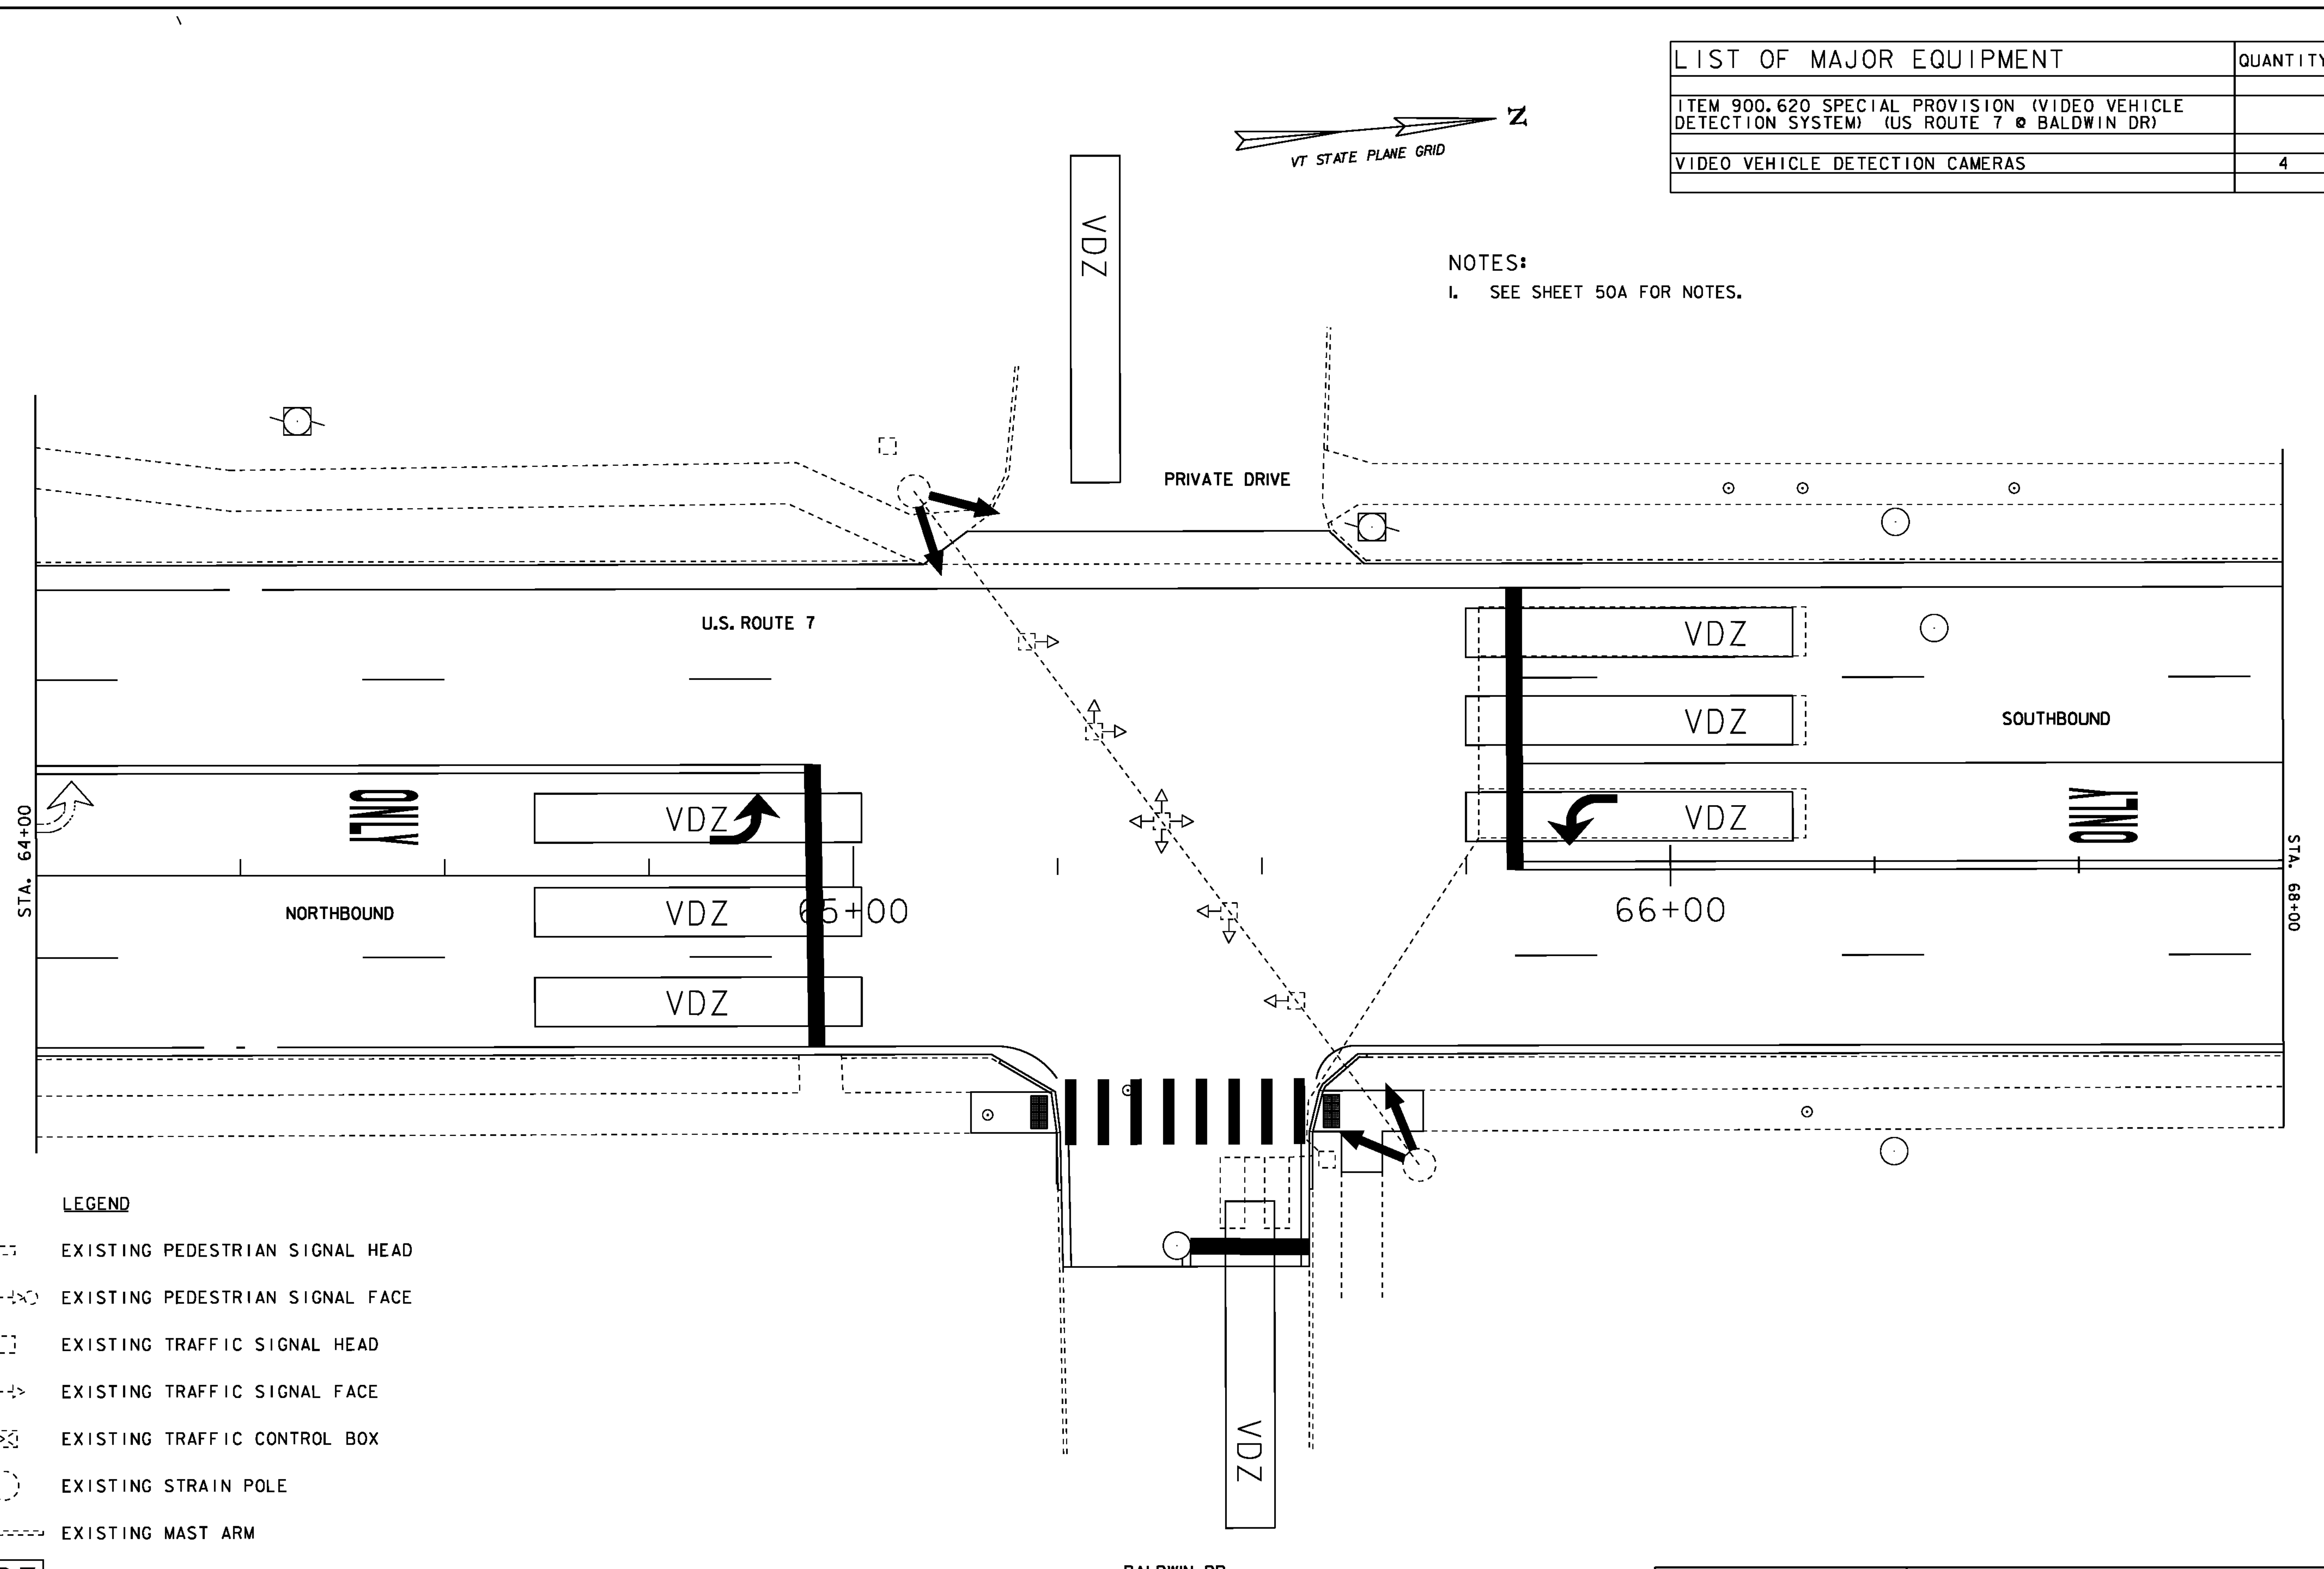 LIST OF MAJOR EQUIPMENT QUANTITY
ITEM 900.620 SPECIAL PROVISION (VIDEO VEHICLE
DETECTION SYSTEM) (US ROUTE 7 @ BALDWIN DR)
VIDEO VEHICLE DETECTION CAMERAS 4
N
VT STATE PLANE GRID
VDZ
NOTES:
1. SEE SHEET 50A FOR NOTES.
PRIVATE DRIVE
U.S. ROUTE 7
VDZ
VDZ
SOUTHBOUND
STA. 64+00
ONLY
VDZ
VDZ
ONLY
STA. 68+00
NORTHBOUND
VDZ
65+00
66+00
VDZ
LEGEND
EXISTING PEDESTRIAN SIGNAL HEAD
EXISTING PEDESTRIAN SIGNAL FACE
EXISTING TRAFFIC SIGNAL HEAD
EXISTING TRAFFIC SIGNAL FACE
EXISTING TRAFFIC CONTROL BOX
VDZ
EXISTING STRAIN POLE
EXISTING MAST ARM
BALDWIN DR